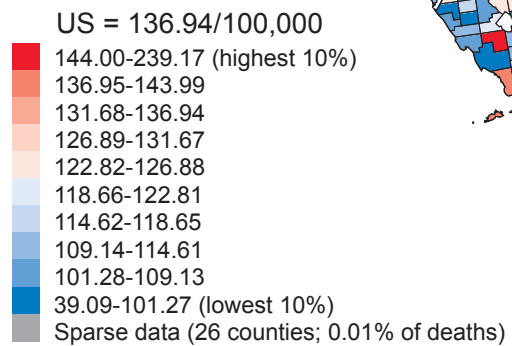 US = 136.94/100,000
144.00-239.17 (highest 10%)
136.95-143.99
131.68-136.94
126.89-131.67
122.82-126.88
118.66-122.81
114.62-118.65
109.14-114.61
101.28-109.13
39.09-101.27 (lowest 10%)
Sparse data (26 counties; 0.01% of deaths)